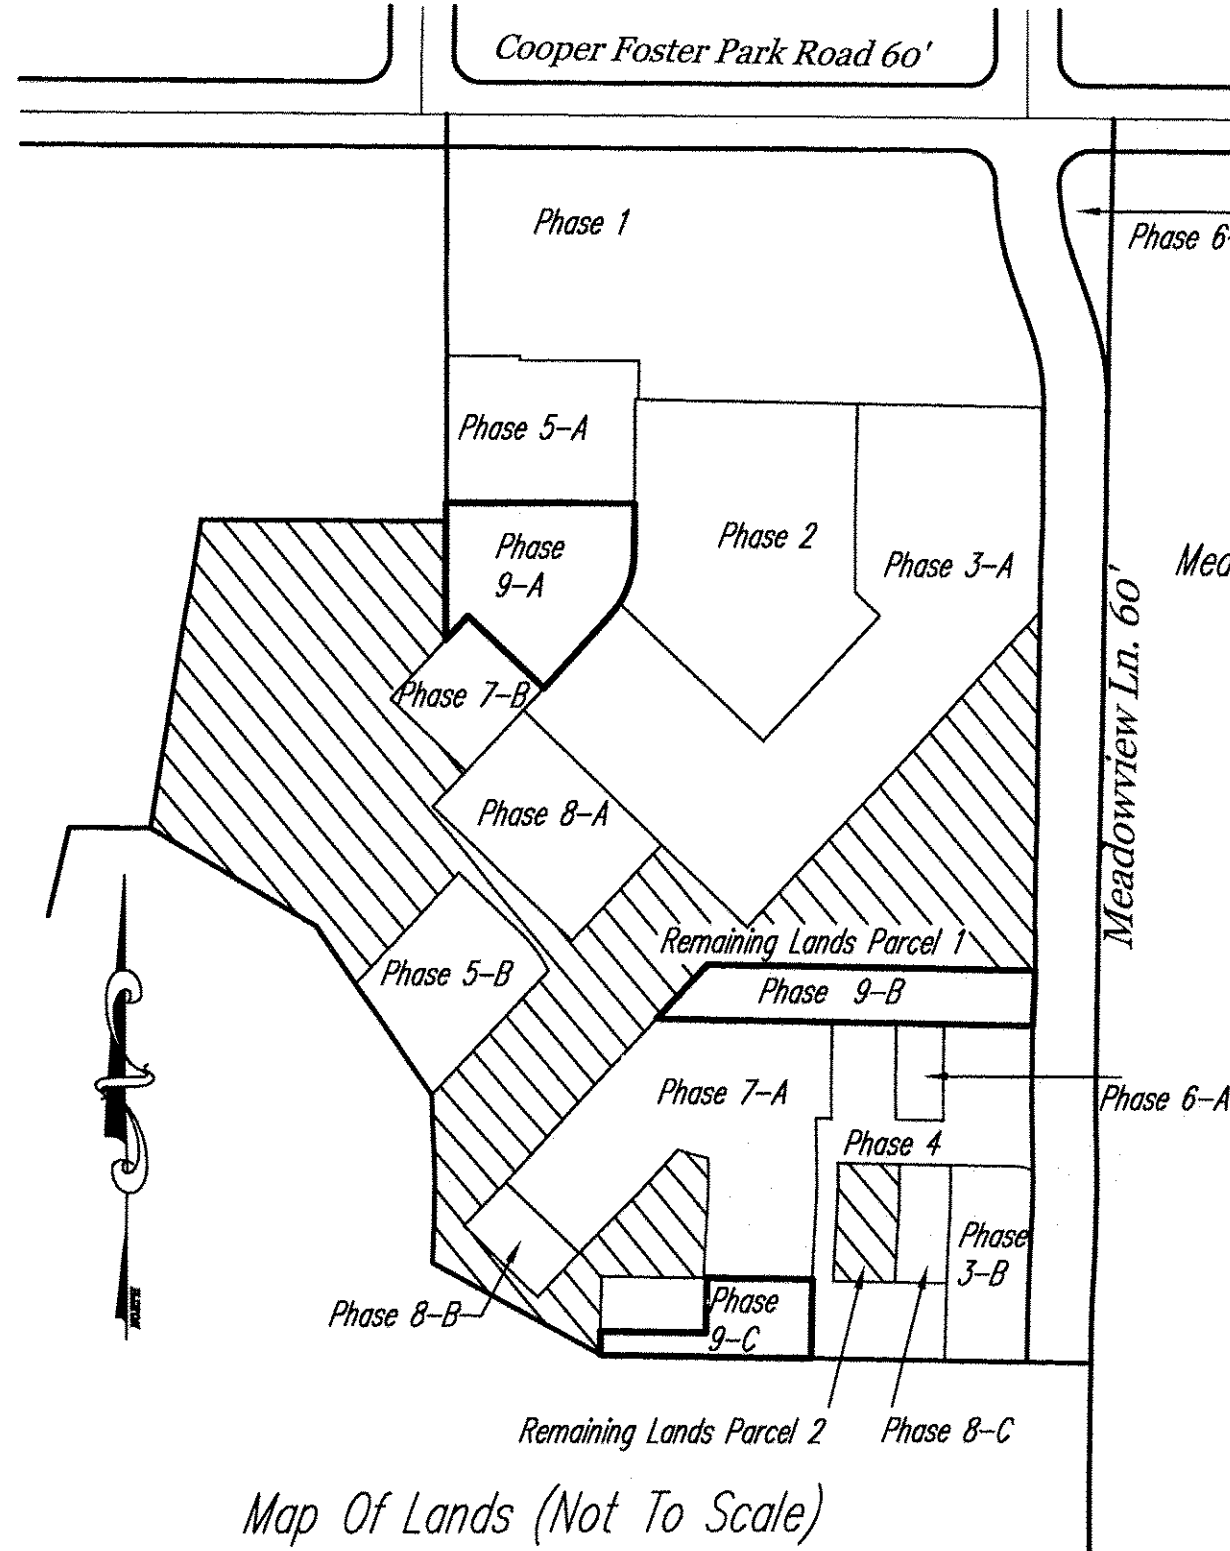 Cooper Foster Park Road 60'
Phase 1
Phase 6-
Phase 5-A
Phase 2
Phase
9-A
Phase 3-A
Mea
Meadowview Ln. 60'
Phase 7-B
Phase 8-A
Remaining Lands Parcel 1
Phase 5-B
Phase 9-B
Phase 7-A
Phase 6-A
Phase 4
Phase
3-B
Phase 8-B
Phase
9-C
NORTH
Remaining Lands Parcel 2
Phase 8-C
Map Of Lands (Not To Scale)